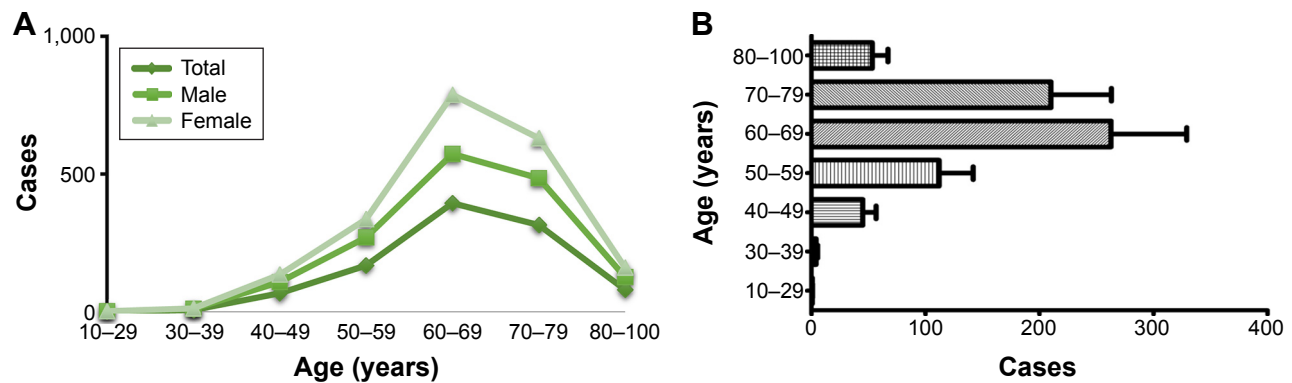 A
1,000
500
0
Cases
Total
Male
Female
10–29 30–39 40–49 50–59 60–69 70–79 80–100
Age (years)
B
Age (years)
80–100
70–79
60–69
50–59
40–49
30–39
10–29
0 100 200 300 400
Cases